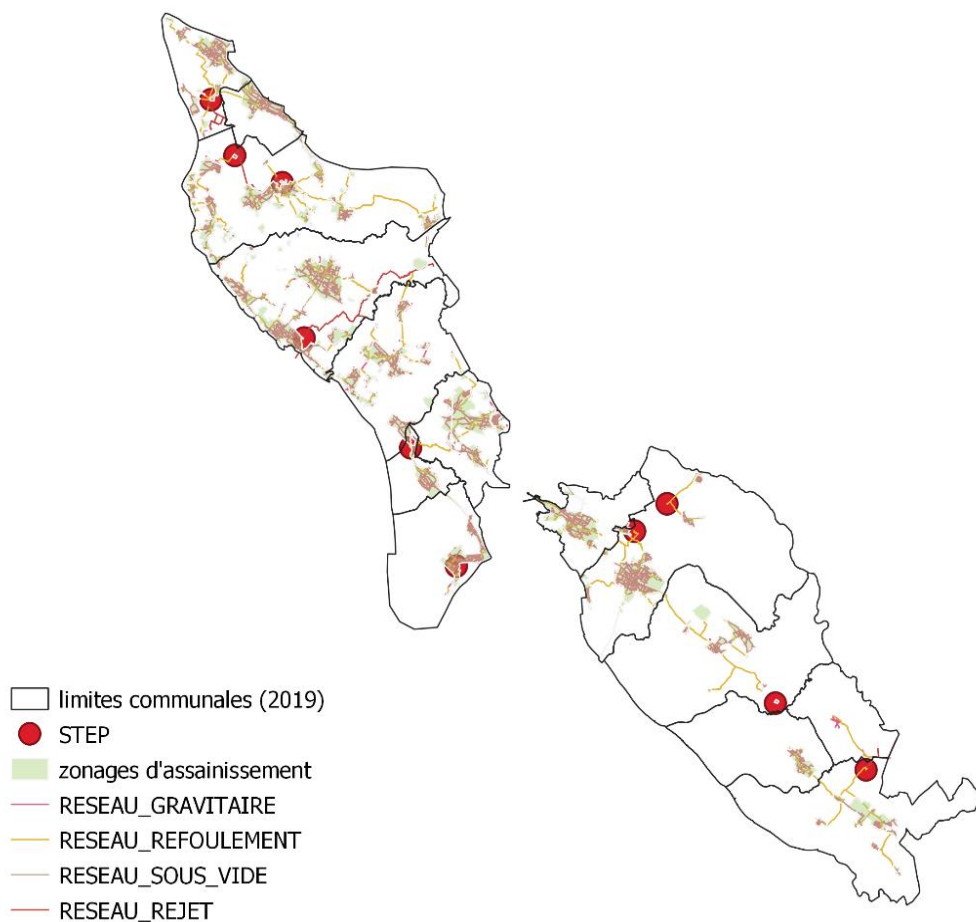 limites communales (2019)
STEP
zonages d'assainissement
RESEAU_GRAVITAIRE
RESEAU_REFOULEMENT
RESEAU_SOUS_VIDE
RESEAU_REJET